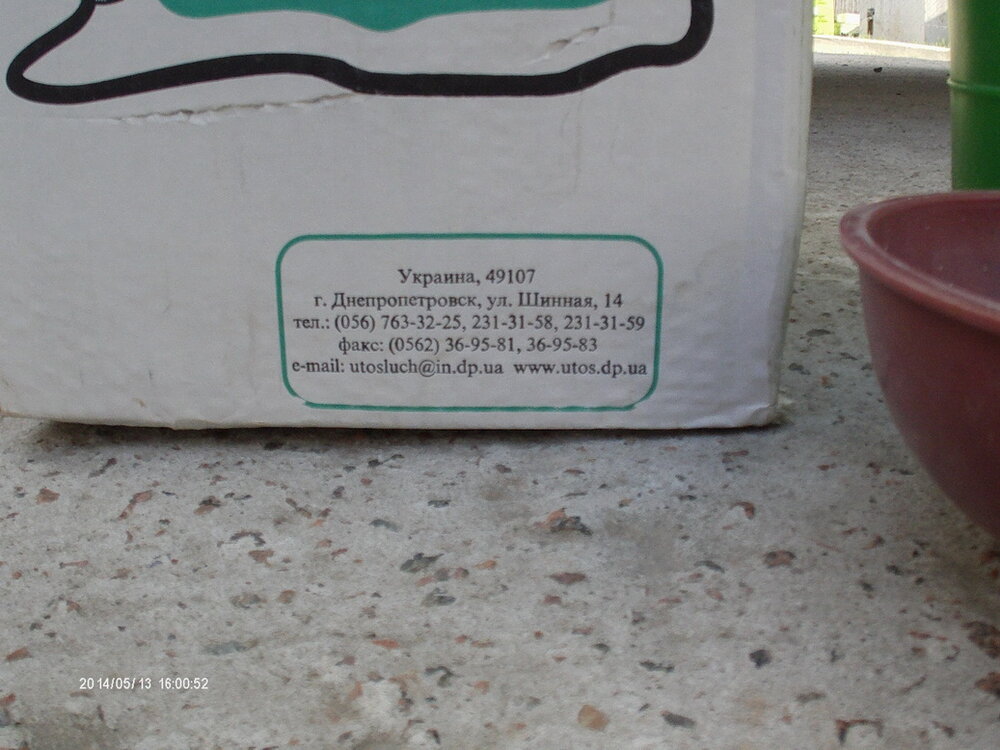 Украина, 49107
г. Днепропетровск, ул. Шинная, 14
тел.: (056) 763-32-25, 231-31-58, 231-31-59
факс: (0562) 36-95-81, 36-95-83
e-mail: utosluch@in.dp.ua www.utos.dp.ua
2014/05/13 16:00:52